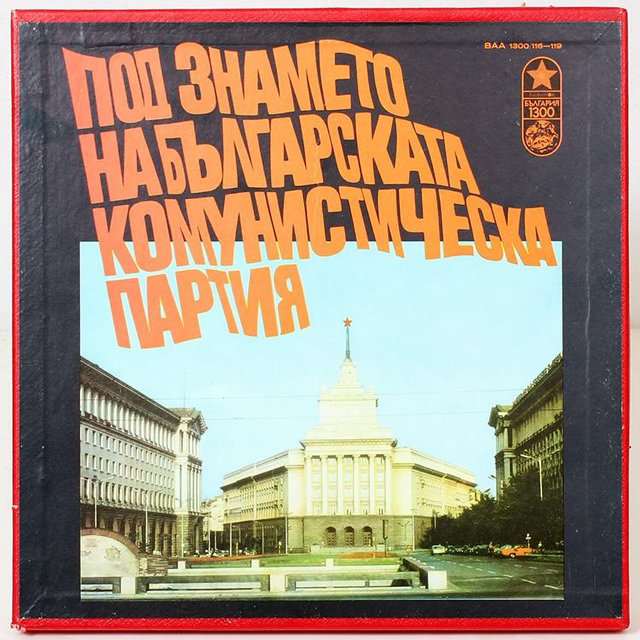 ВАА 1300/116—119
БЪЛГАРИЯ
1300
ПОД ЗНАМЕТО
НА БЪЛГАРСКАТА
КОМУНИСТИЧЕСКА
ПАРТИЯ